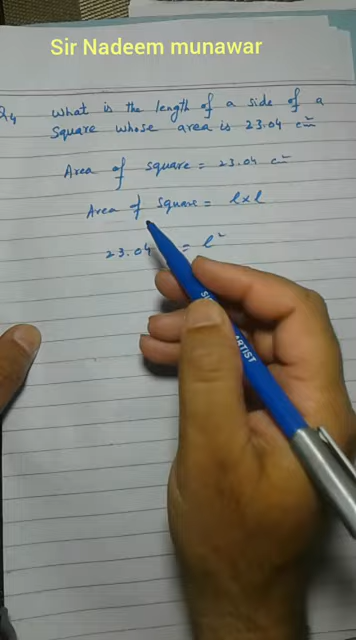 Sir Nadeem munawar
Q4 What is the length of a side of a
square whose area is 23.04 cm²
Area of square = 23.04 cm²
Area of square = l×l
23.04 = l²
ARTIST